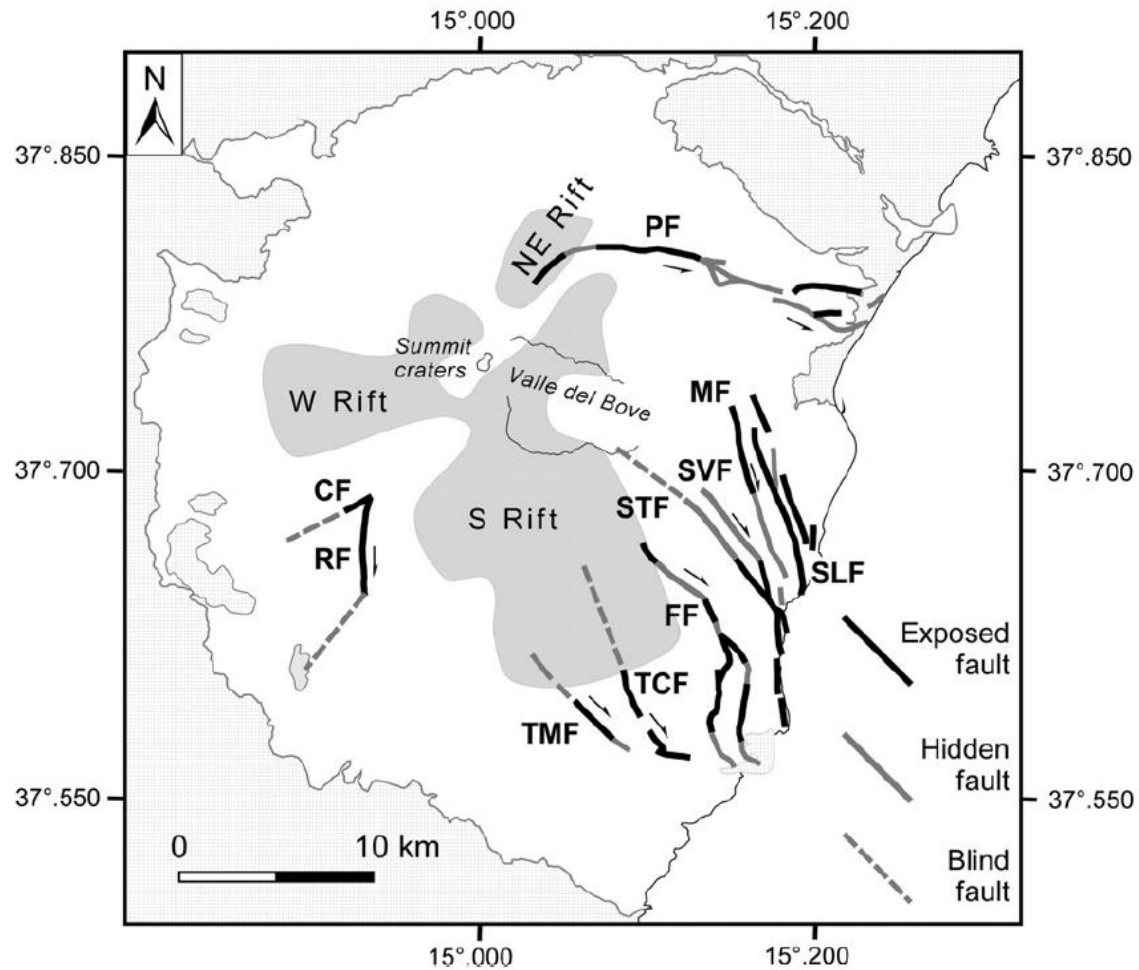 15°.000
15°.200
N
37°.850
37°.850
NE Rift
PF
Summit
craters
Valle del Bove
W Rift
MF
37°.700
37°.700
SVF
CF
STF
S Rift
RF
SLF
FF
Exposed
fault
TCF
TMF
Hidden
fault
37°.550
37°.550
0
10 km
Blind
fault
15°.000
15°.200